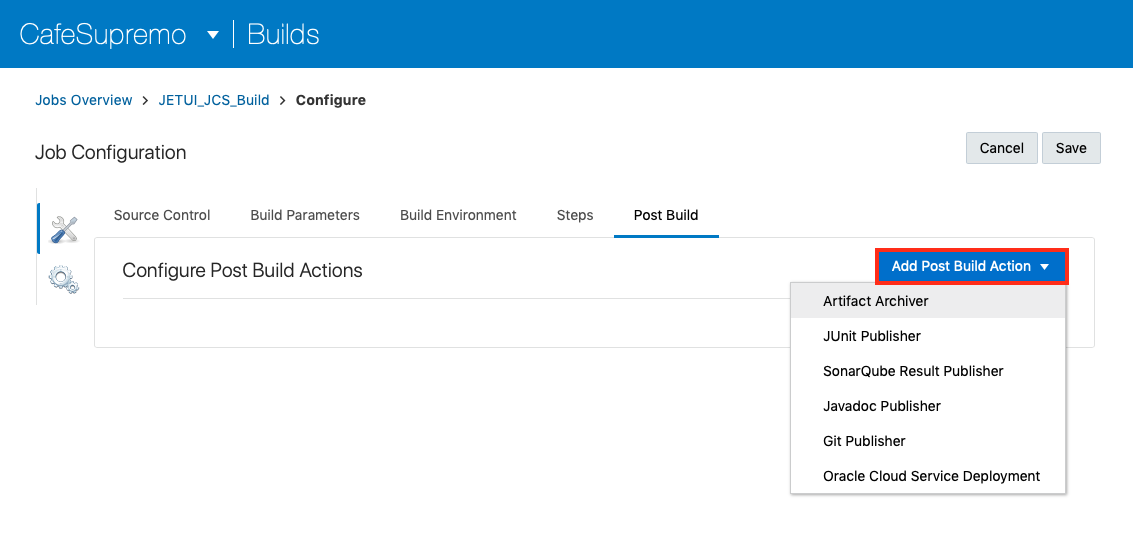 CafeSupremo Builds
Jobs Overview > JETUI_JCS_Build > Configure
Job Configuration
Cancel Save
Source Control Build Parameters Build Environment Steps Post Build
Configure Post Build Actions
Add Post Build Action
Artifact Archiver
JUnit Publisher
SonarQube Result Publisher
Javadoc Publisher
Git Publisher
Oracle Cloud Service Deployment